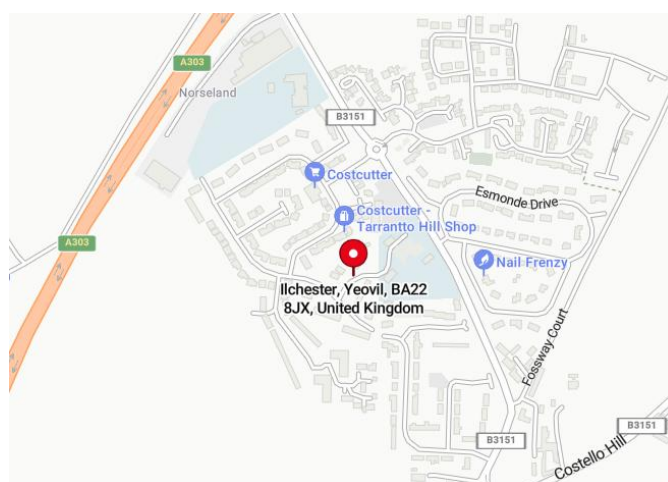 A303
Norseland
B3151
Costcutter
Esmonde Drive
Costcutter -
Tarrantto Hill Shop
A303
Nail Frenzy
Ilchester, Yeovil, BA22
8JX, United Kingdom
Fossway Court
B3151
B3151
Costello Hill